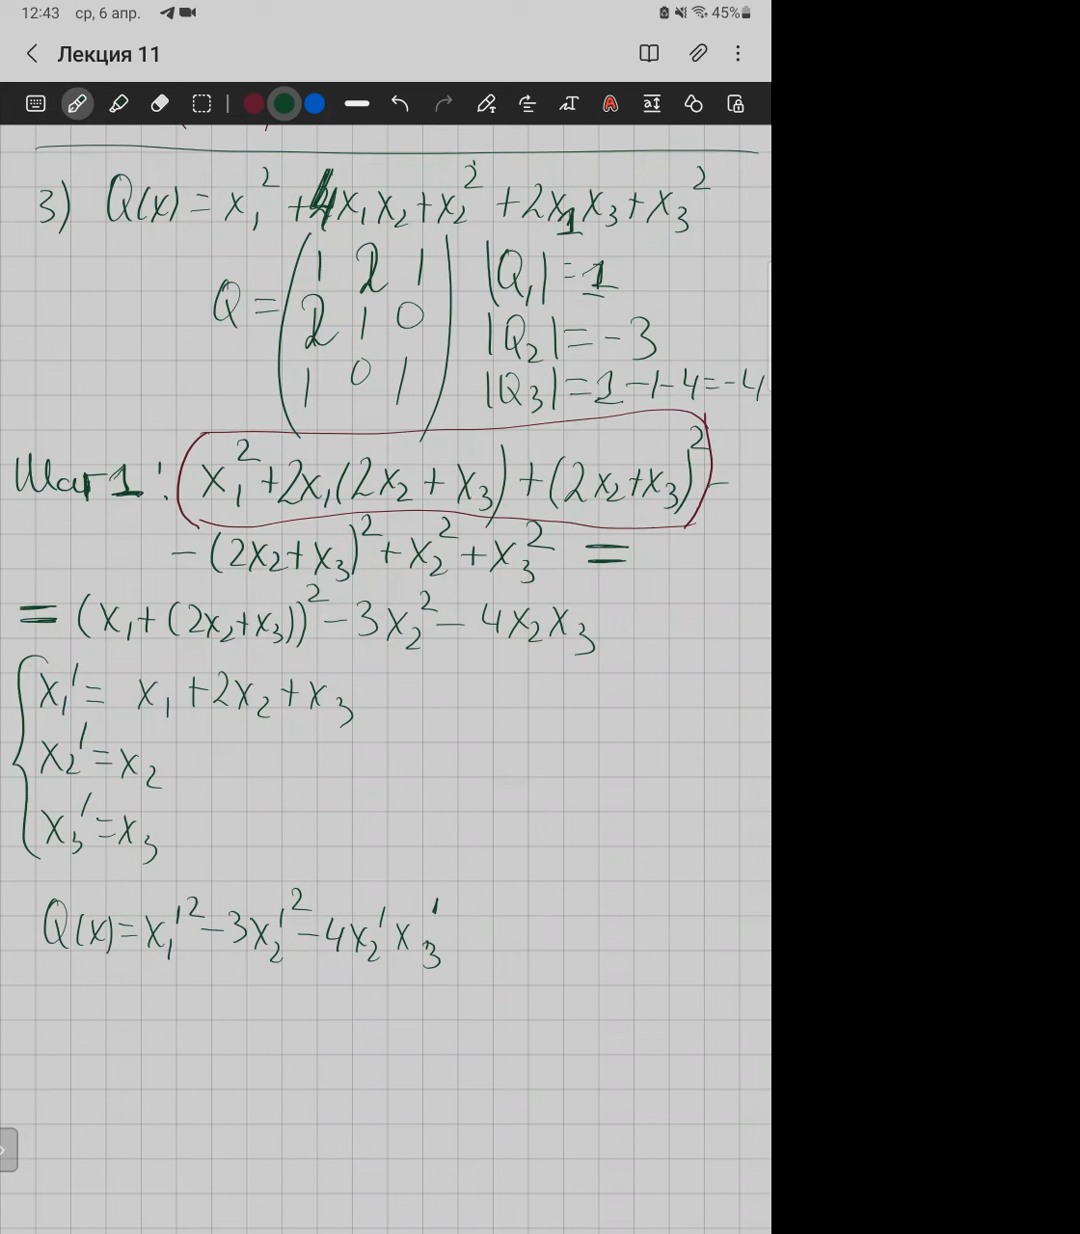 12:43 ср, 6 апр. 45%
Лекция 11
3) Q(x) = x₁² + 4x₁x₂ + x₂² + 2x₁x₃ + x₃²
Q = (1 2 1
2 1 0
1 0 1)
|Q₁| = 1
|Q₂| = -3
|Q₃| = 1-1-4 = -4
Шаг 1: x₁² + 2x₁(2x₂ + x₃) + (2x₂+x₃)² -
- (2x₂+x₃)² + x₂² + x₃² =
= (x₁ + (2x₂+x₃))² - 3x₂² - 4x₂x₃
{x₁' = x₁ + 2x₂ + x₃
x₂' = x₂
x₃' = x₃
Q(x) = x₁'² - 3x₂'² - 4x₂'x₃'